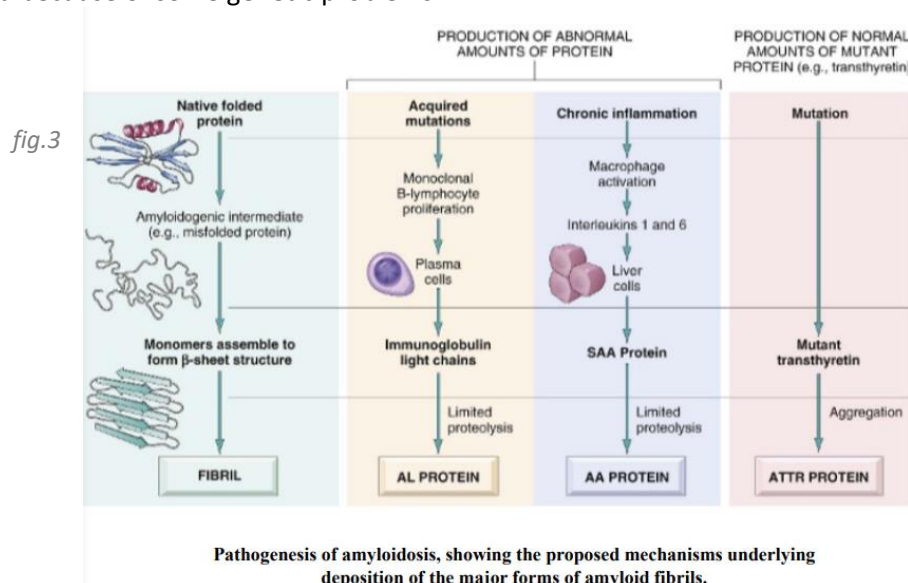 fig.3
PRODUCTION OF ABNORMAL
AMOUNTS OF PROTEIN
PRODUCTION OF NORMAL
AMOUNTS OF MUTANT
PROTEIN (e.g., transthyretin)
Native folded
protein
Amyloidogenic intermediate
(e.g., misfolded protein)
Monomers assemble to
form β-sheet structure
FIBRIL
Acquired
mutations
Monoclonal
B-lymphocyte
proliferation
Plasma
cells
Immunoglobulin
light chains
Limited
proteolysis
AL PROTEIN
Chronic inflammation
Macrophage
activation
Interleukins 1 and 6
Liver
cells
SAA Protein
Limited
proteolysis
AA PROTEIN
Mutation
Mutant
transthyretin
Aggregation
ATTR PROTEIN
Pathogenesis of amyloidosis, showing the proposed mechanisms underlying
deposition of the major forms of amyloid fibrils.